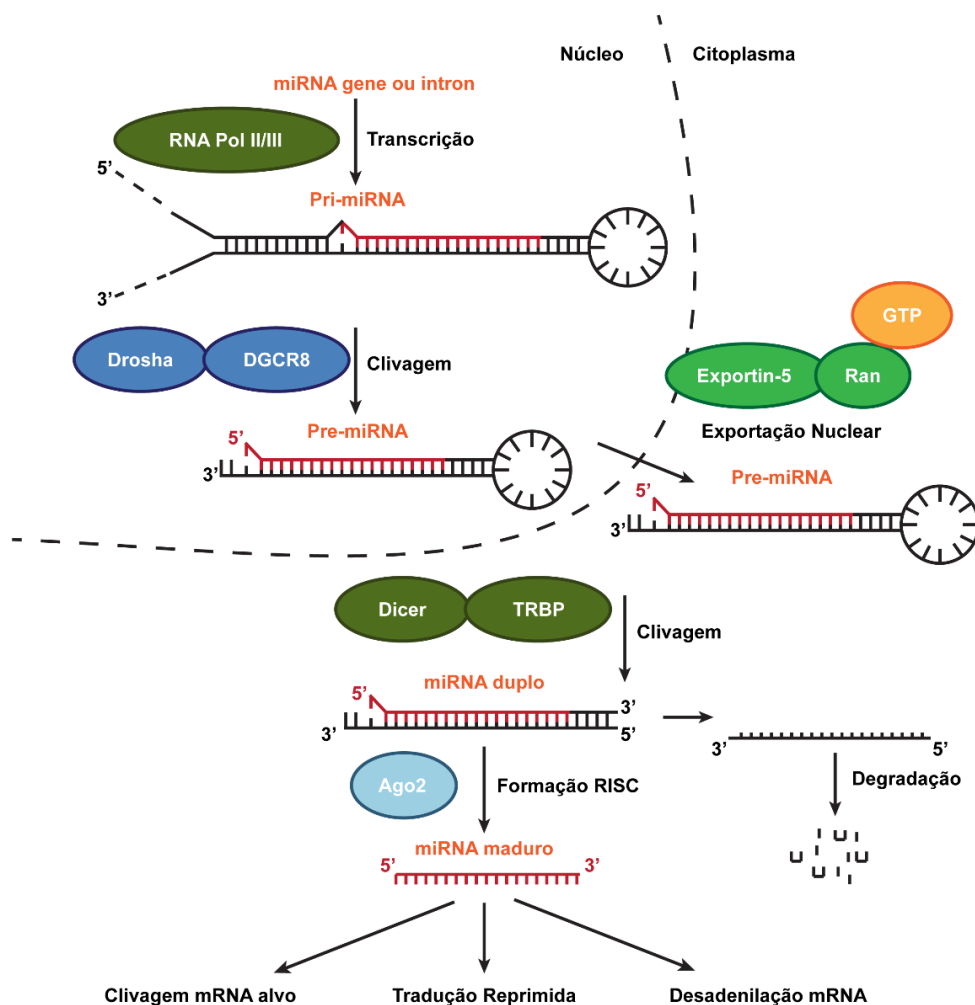 Núcleo
Citoplasma
miRNA gene ou intron
RNA Pol II/III
Transcrição
5’
Pri-miRNA
3’
GTP
Drosha
DGCR8
Clivagem
Exportin-5
Ran
Exportação Nuclear
5’
Pre-miRNA
3’
Pre-miRNA
5’
3’
Dicer
TRBP
Clivagem
miRNA duplo
5’
3’
3’
5’
3’
5’
Ago2
Formação RISC
Degradação
miRNA maduro
5’
3’
Clivagem mRNA alvo
Tradução Reprimida
Desadenilação mRNA